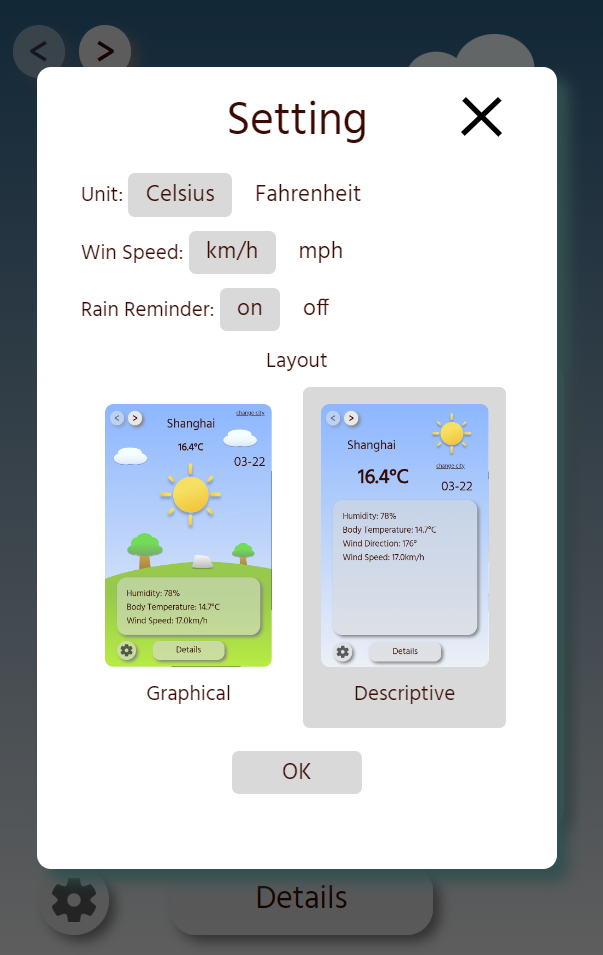 < >
Setting
Unit: Celsius Fahrenheit
Win Speed: km/h mph
Rain Reminder: on off
Layout
< > change city
Shanghai
16.4°C
03-22
Humidity: 78%
Body Temperature: 14.7°C
Wind Speed: 17.0km/h
Details
Graphical
< >
Shanghai
16.4°C
change city
03-22
Humidity: 78%
Body Temperature: 14.7°C
Wind Direction: 176°
Wind Speed: 17.0km/h
Details
Descriptive
OK
Details